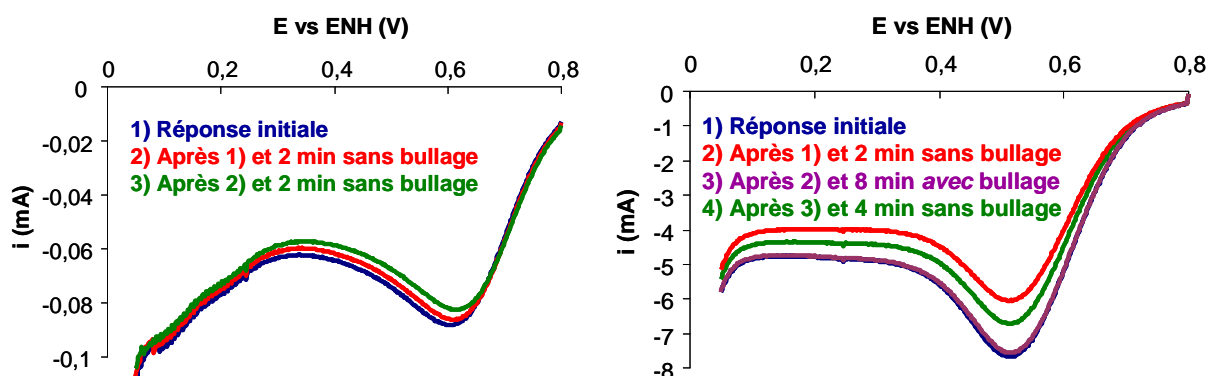 E vs ENH (V)
0 0,2 0,4 0,6 0,8
0
-0,02
-0,04
-0,06
-0,08
-0,1
i (mA)
1) Réponse initiale
2) Après 1) et 2 min sans bullage
3) Après 2) et 2 min sans bullage
E vs ENH (V)
0 0,2 0,4 0,6 0,8
0
-1
-2
-3
-4
-5
-6
-7
-8
i (mA)
1) Réponse initiale
2) Après 1) et 2 min sans bullage
3) Après 2) et 8 min avec bullage
4) Après 3) et 4 min sans bullage